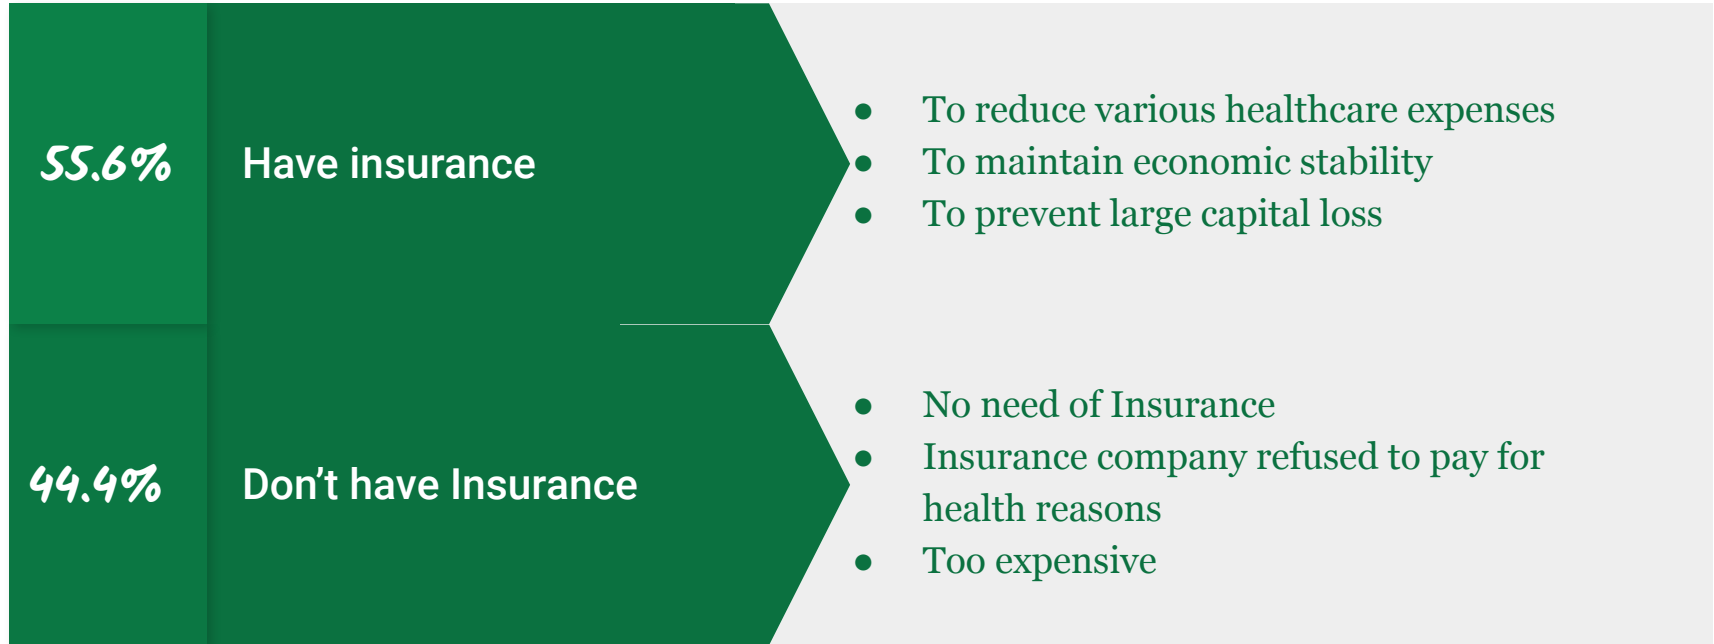 55.6%
Have insurance
● To reduce various healthcare expenses
● To maintain economic stability
● To prevent large capital loss
44.4%
Don’t have Insurance
● No need of Insurance
● Insurance company refused to pay for
health reasons
● Too expensive